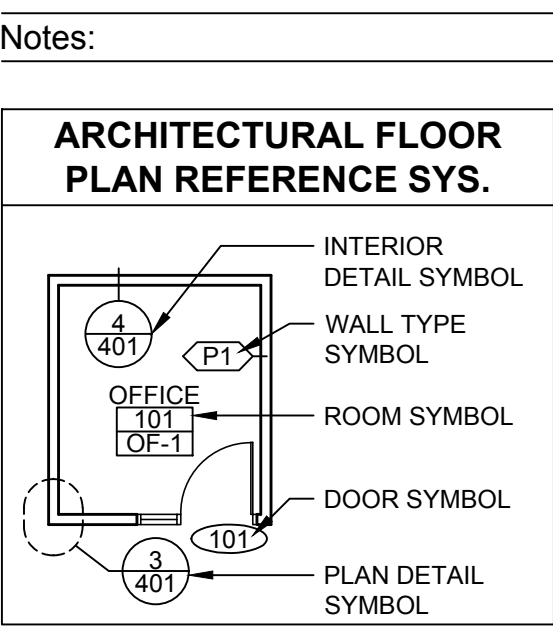 Notes:
ARCHITECTURAL FLOOR
PLAN REFERENCE SYS.
INTERIOR
DETAIL SYMBOL
4
401
WALL TYPE
SYMBOL
P1
OFFICE
101
OF-1
ROOM SYMBOL
DOOR SYMBOL
101
3
401
PLAN DETAIL
SYMBOL